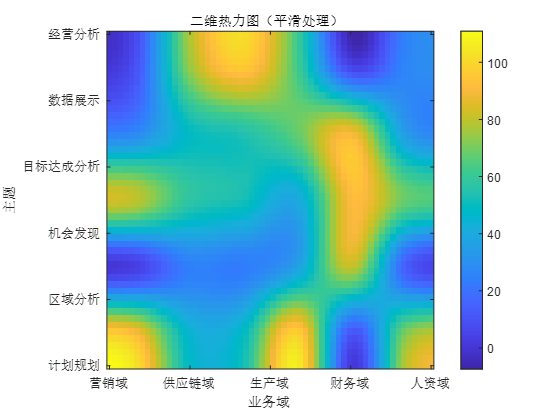 二维热力图（平滑处理）
经营分析
数据展示
目标达成分析
机会发现
区域分析
计划规划
主题
营销域 供应链域 生产域 财务域 人资域
业务域
100
80
60
40
20
0